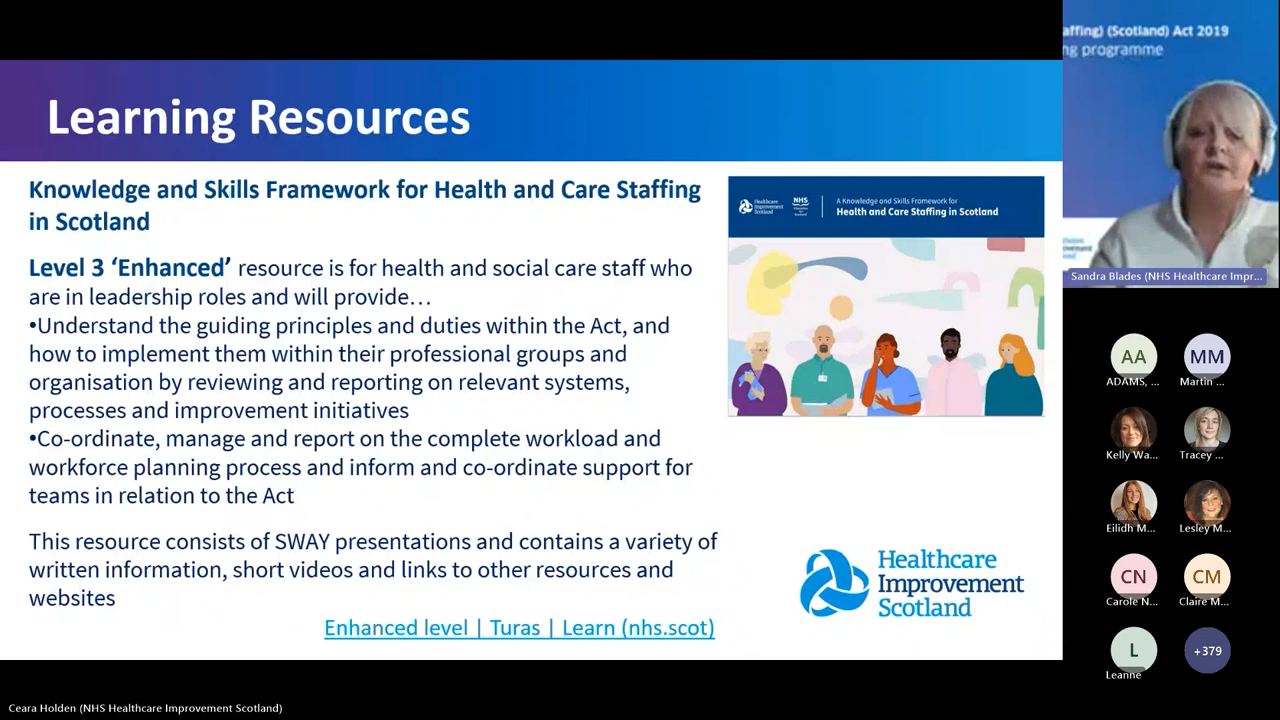 Learning Resources
Knowledge and Skills Framework for Health and Care Staffing
in Scotland
Level 3 ‘Enhanced’ resource is for health and social care staff who
are in leadership roles and will provide…
•Understand the guiding principles and duties within the Act, and
how to implement them within their professional groups and
organisation by reviewing and reporting on relevant systems,
processes and improvement initiatives
•Co-ordinate, manage and report on the complete workload and
workforce planning process and inform and co-ordinate support for
teams in relation to the Act
This resource consists of SWAY presentations and contains a variety of
written information, short videos and links to other resources and
websites
Enhanced level | Turas | Learn (nhs.scot)
Healthcare
Improvement
Scotland
NHS
A Knowledge and Skills Framework for
Health and Care Staffing in Scotland
Healthcare
Improvement
Scotland
affing) (Scotland) Act 2019
ng programme
Sandra Blades (NHS Healthcare Impr...
AA
ADAMS, ...
MM
Martin ...
Kelly Wa...
Tracey ...
Eilidh M...
Lesley M...
CN
Carole N...
CM
Claire M...
L
Leanne
+379
Ceara Holden (NHS Healthcare Improvement Scotland)